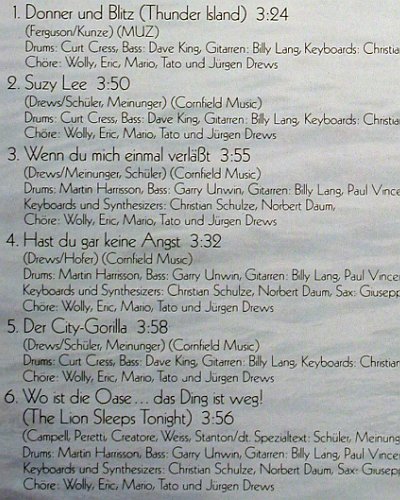 1. Donner und Blitz (Thunder Island) 3:24
(Ferguson/Kunze) (MUZ)
Drums: Curt Cress, Bass: Dave King, Gitarren: Billy Lang, Keyboards: Christia
Chöre: Wolly, Eric, Mario, Tato und Jürgen Drews
2. Suzy Lee 3:50
(Drews/Schüler, Meinunger) (Cornfield Music)
Drums: Curt Cress, Bass: Dave King, Gitarren: Billy Lang, Keyboards: Christian
Chöre: Wolly, Eric, Mario, Tato und Jürgen Drews
3. Wenn du mich einmal verläßt 3:55
(Drews/Meinunger, Schüler) (Cornfield Music)
Drums: Martin Harrisson, Bass: Garry Unwin, Gitarren: Billy Lang, Paul Vince
Keyboards und Synthesizers: Christian Schulze, Norbert Daum,
Chöre: Wolly, Eric, Mario, Tato und Jürgen Drews
4. Hast du gar keine Angst 3:32
(Drews/Hofer) (Cornfield Music)
Drums: Martin Harrisson, Bass: Garry Unwin, Gitarren: Billy Lang, Paul Vincen
Keyboards und Synthesizers: Christian Schulze, Norbert Daum, Sax: Giusepp
Chöre: Wolly, Eric, Mario, Tato und Jürgen Drews
5. Der City-Gorilla 3:58
(Drews/Schüler, Meinunger) (Cornfield Music)
Drums: Curt Cress, Bass: Dave King, Gitarren: Billy Lang, Keyboards: Christian
Chöre: Wolly, Eric, Mario, Tato und Jürgen Drews
6. Wo ist die Oase... das Ding ist weg!
(The Lion Sleeps Tonight) 3:56
(Campell, Peretti, Creatore, Weiss, Stanton/dt. Spezialtext: Schüler, Meinung
Drums: Martin Harrisson, Bass: Garry Unwin, Gitarren: Billy Lang, Paul Vincen
Keyboards und Synthesizers: Christian Schulze, Norbert Daum, Sax: Giusepp
Chöre: Wolly, Eric, Mario, Tato und Jürgen Drews